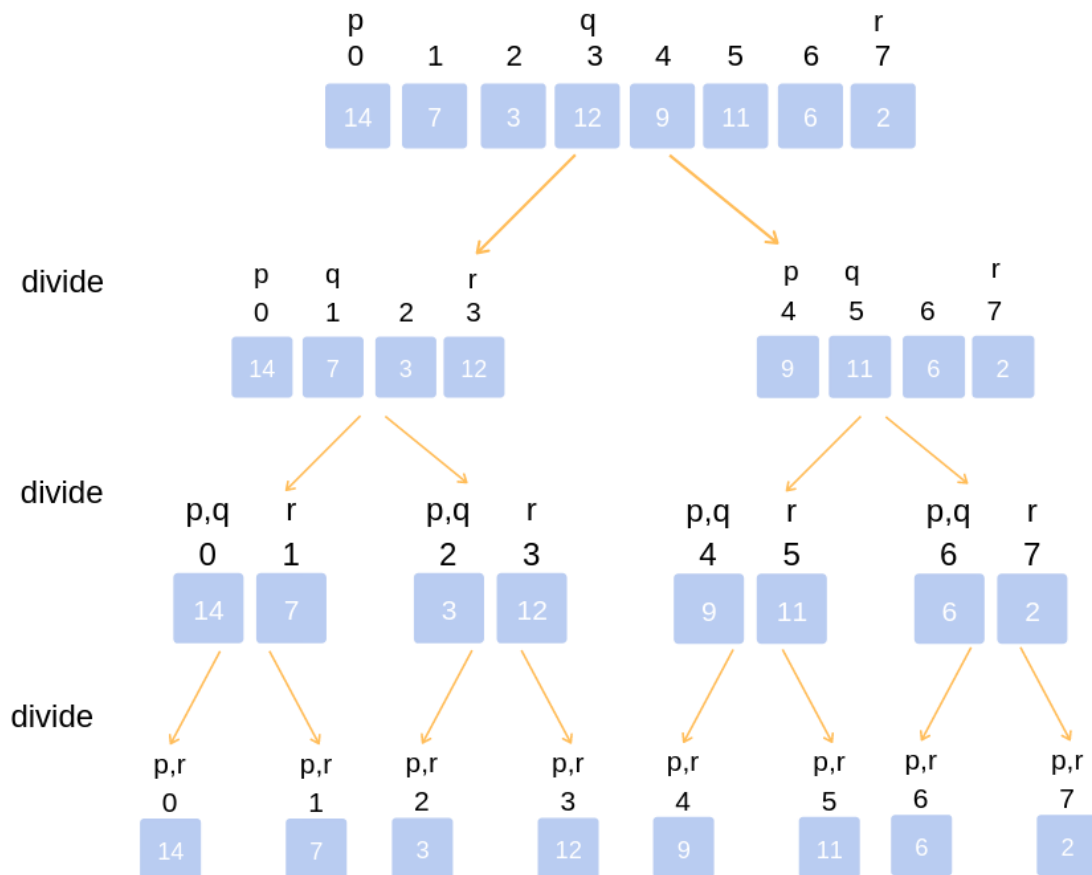 p q r
0 1 2 3 4 5 6 7
14 7 3 12 9 11 6 2
divide
p q r p q r
0 1 2 3 4 5 6 7
14 7 3 12 9 11 6 2
divide
p,q r p,q r p,q r p,q r
0 1 2 3 4 5 6 7
14 7 3 12 9 11 6 2
divide
p,r p,r p,r p,r p,r p,r p,r p,r
0 1 2 3 4 5 6 7
14 7 3 12 9 11 6 2